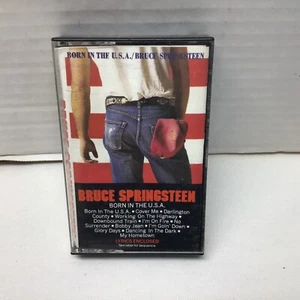 BORN IN THE U.S.A./BRUCE SPRINGSTEEN
BRUCE SPRINGSTEEN
BORN IN THE U.S.A.
Born In The U.S.A. • Cover Me • Darlington
County • Working On The Highway •
Downbound Train • I'm On Fire • No
Surrender • Bobby Jean • I'm Goin' Down •
Glory Days • Dancing In The Dark •
My Hometown
LYRICS ENCLOSED